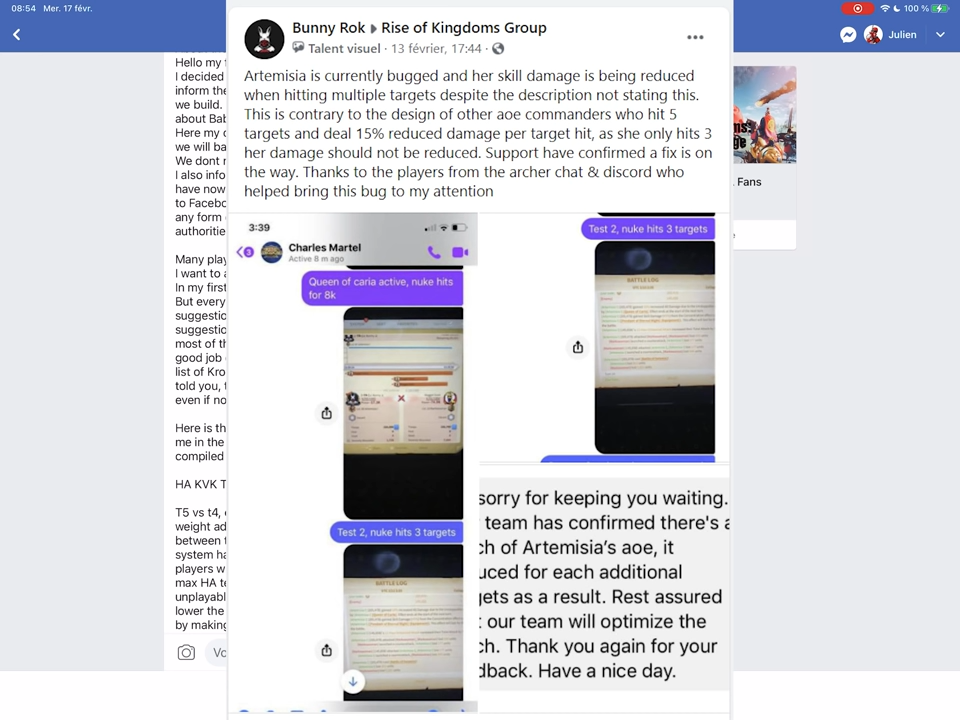 08:54 Mer. 17 févr.
100 %
Julien
Bunny Rok ▸ Rise of Kingdoms Group
Talent visuel · 13 février, 17:44 ·
Artemisia is currently bugged and her skill damage is being reduced
when hitting multiple targets despite the description not stating this.
This is contrary to the design of other aoe commanders who hit 5
targets and deal 15% reduced damage per target hit, as she only hits 3
her damage should not be reduced. Support have confirmed a fix is on
the way. Thanks to the players from the archer chat & discord who
helped bring this bug to my attention
Hello my
I decided
inform the
we build.
about Bab
Here my
we will ba
We dont
I also info
have now
to Facebo
any form
authoritie
Many play
I want to a
In my first
But every
suggestic
suggestic
most of th
good job
list of Kro
told you,
even if no
Here is th
me in the
compiled
HA KVK T
T5 vs t4,
weight ad
between t
system ha
players w
max HA te
unplayabl
lower the
by making
Vo
Fans
3:39
3
Charles Martel
Active 8 m ago
Queen of caria active, nuke hits
for 8k
Test 2, nuke hits 3 targets
BATTLE LOG
Test 2, nuke hits 3 targets
BATTLE LOG
sorry for keeping you waiting.
team has confirmed there's a
ch of Artemisia's aoe, it
uced for each additional
gets as a result. Rest assured
our team will optimize the
ch. Thank you again for your
dback. Have a nice day.